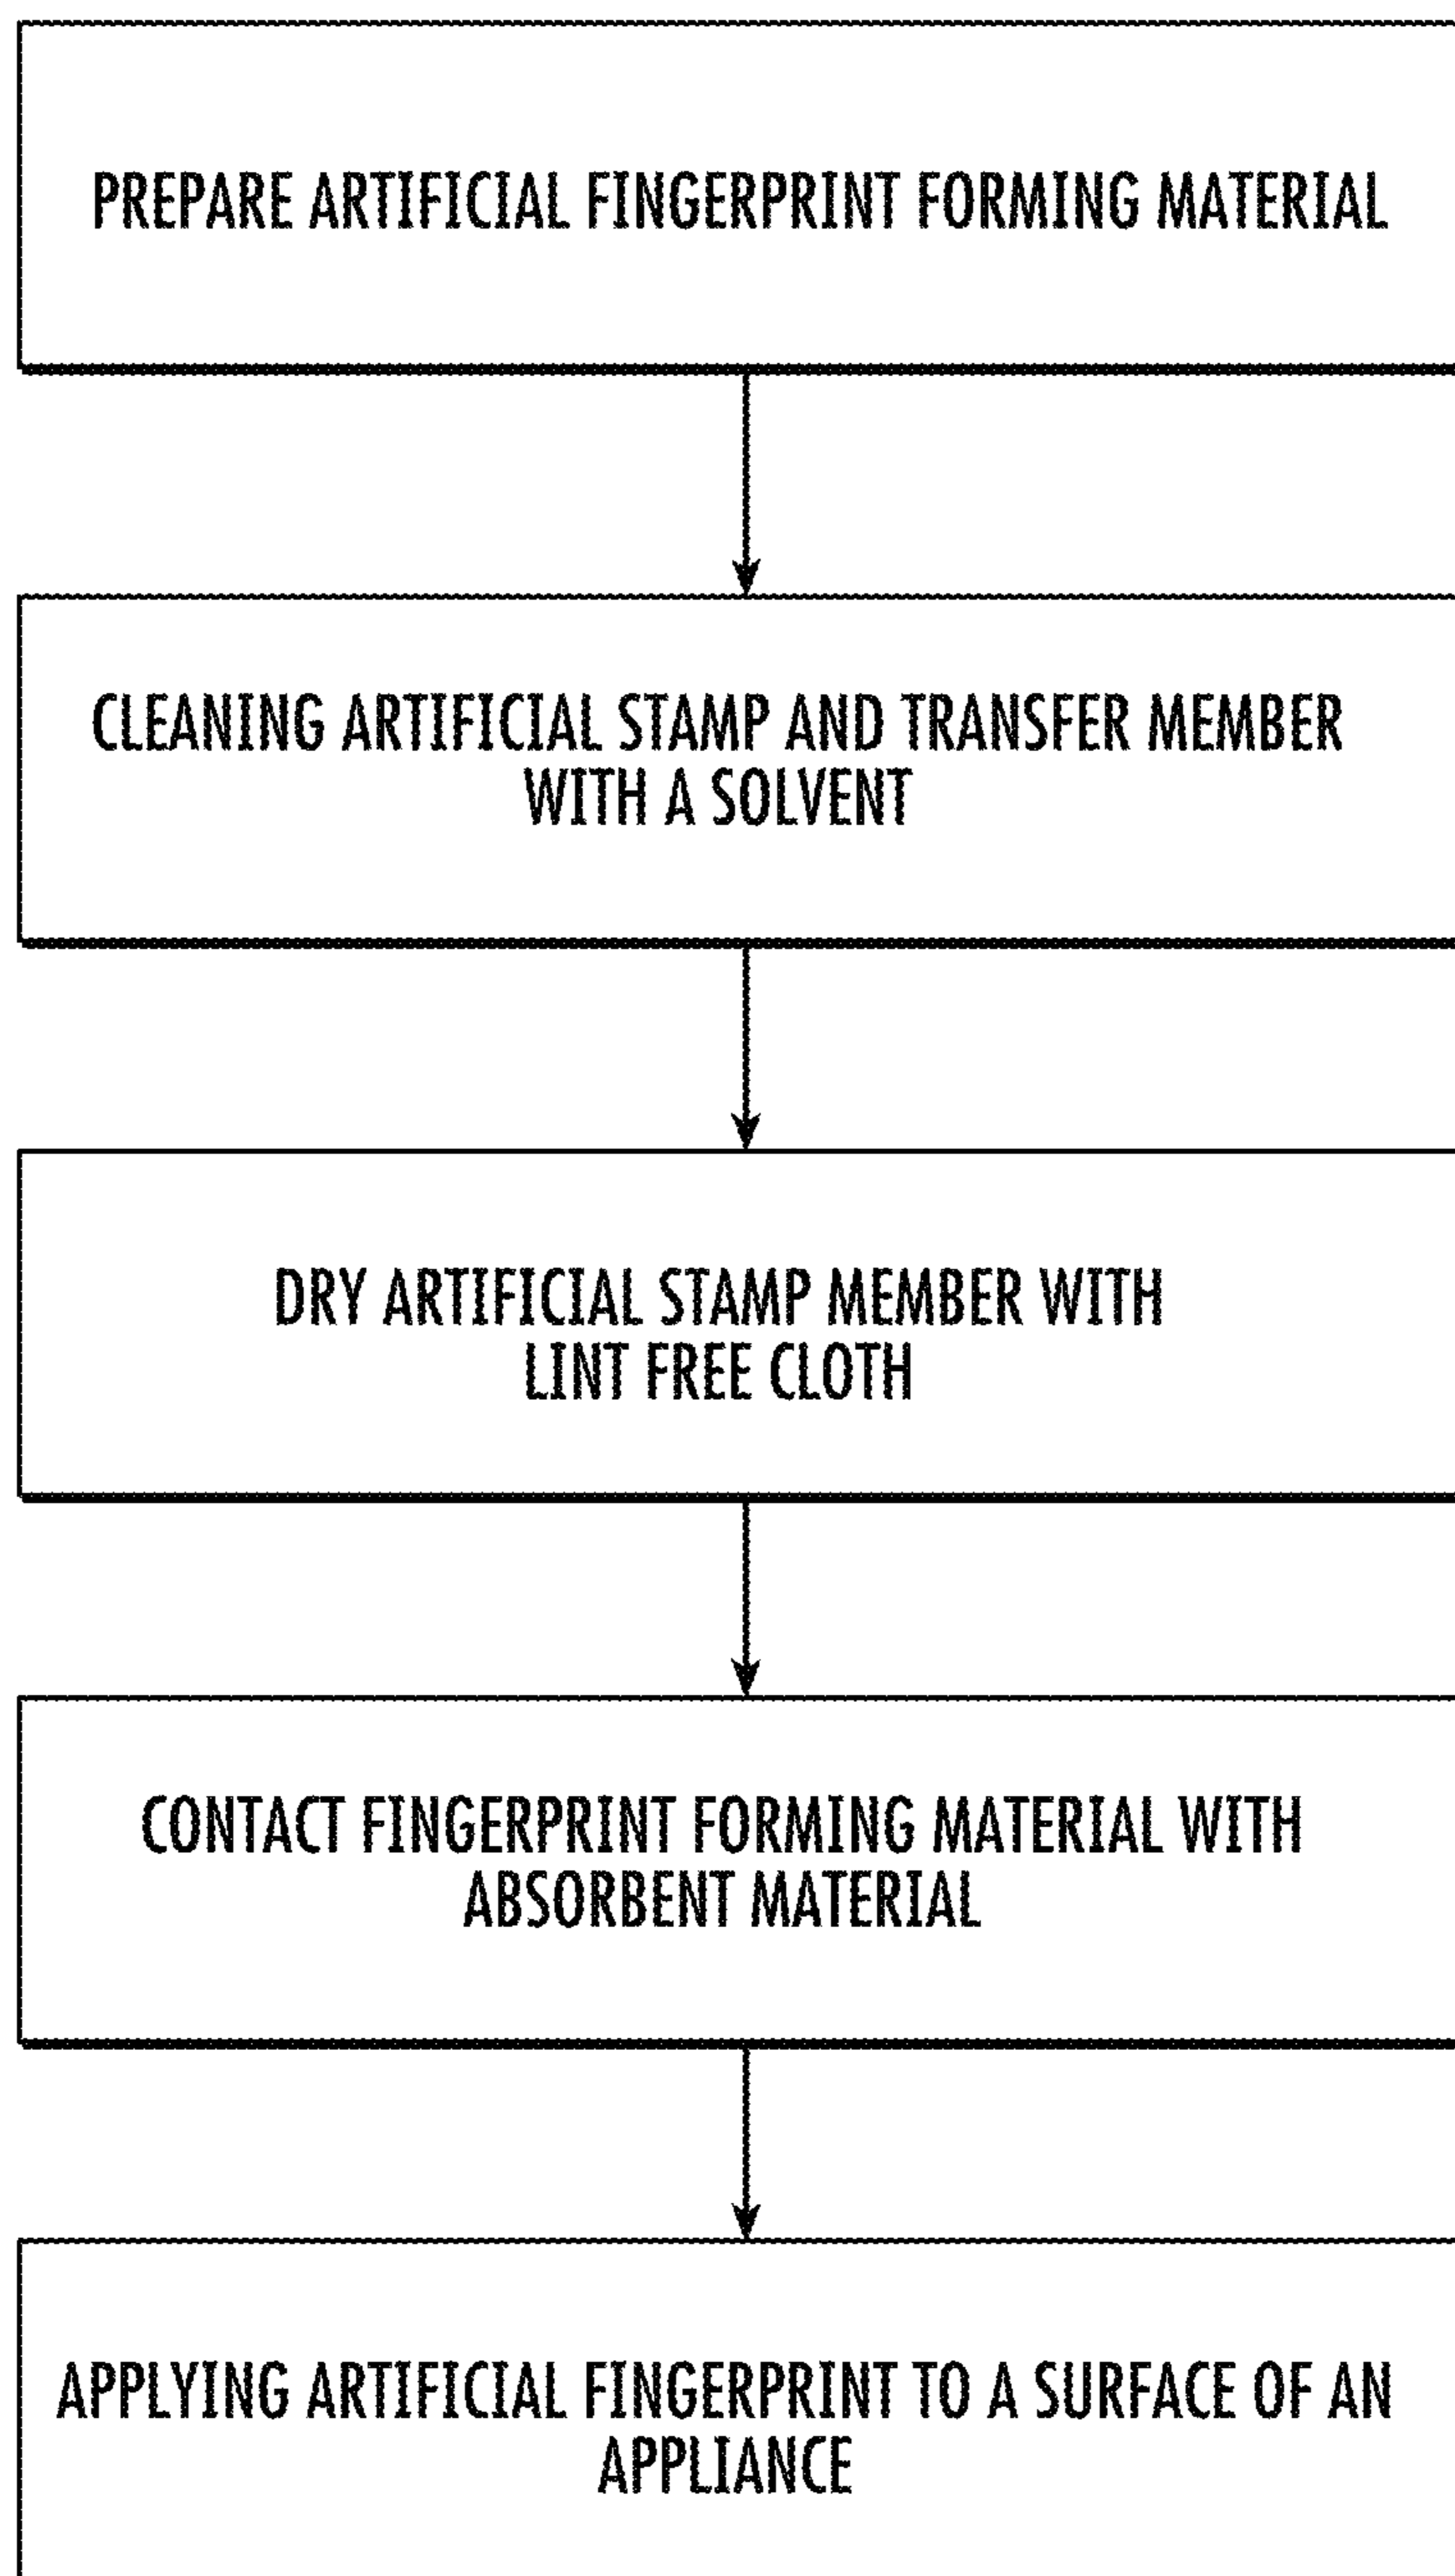 PREPARE ARTIFICIAL FINGERPRINT FORMING MATERIAL
CLEANING ARTIFICIAL STAMP AND TRANSFER MEMBER
WITH A SOLVENT
DRY ARTIFICIAL STAMP MEMBER WITH
LINT FREE CLOTH
CONTACT FINGERPRINT FORMING MATERIAL WITH
ABSORBENT MATERIAL
APPLYING ARTIFICIAL FINGERPRINT TO A SURFACE OF AN
APPLIANCE